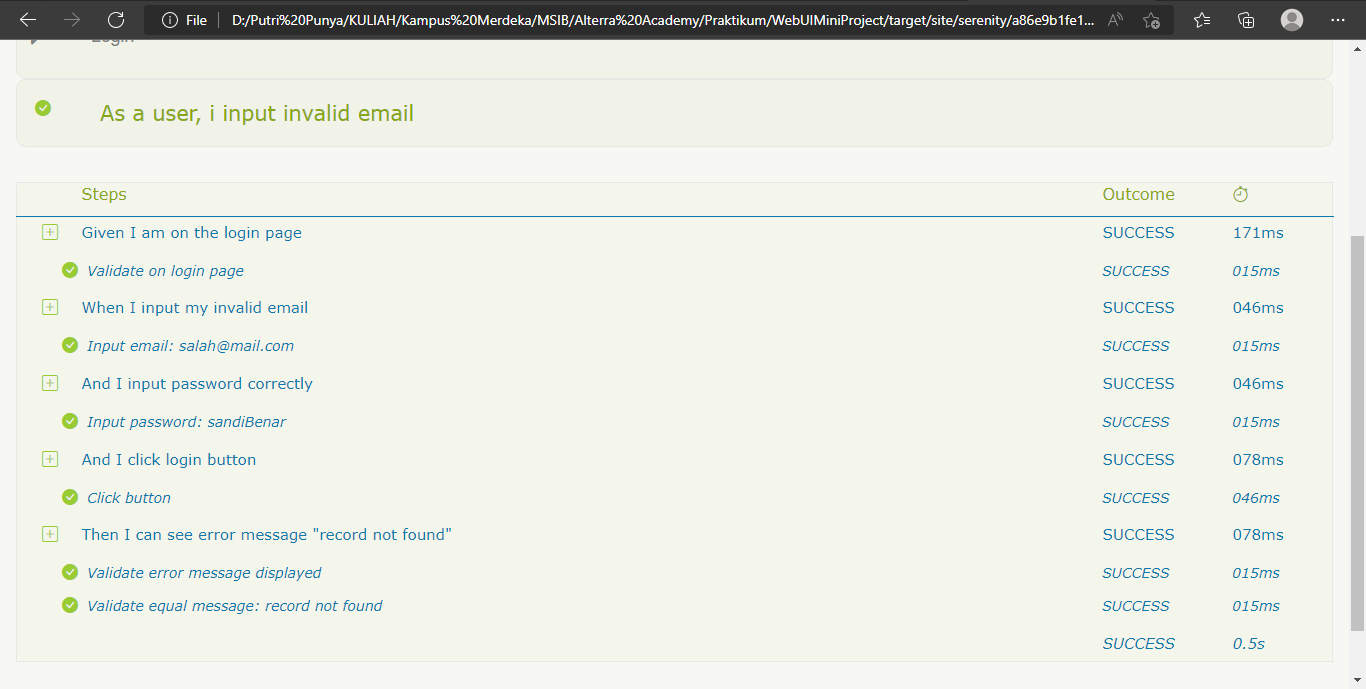 File D:/Putri%20Punya/KULIAH/Kampus%20Merdeka/MSIB/Alterra%20Academy/Praktikum/WebUIMiniProject/target/site/serenity/a86e9b1fe1...
Login
As a user, i input invalid email
Steps Outcome
Given I am on the login page SUCCESS 171ms
Validate on login page SUCCESS 015ms
When I input my invalid email SUCCESS 046ms
Input email: salah@mail.com SUCCESS 015ms
And I input password correctly SUCCESS 046ms
Input password: sandiBenar SUCCESS 015ms
And I click login button SUCCESS 078ms
Click button SUCCESS 046ms
Then I can see error message "record not found" SUCCESS 078ms
Validate error message displayed SUCCESS 015ms
Validate equal message: record not found SUCCESS 015ms
SUCCESS 0.5s